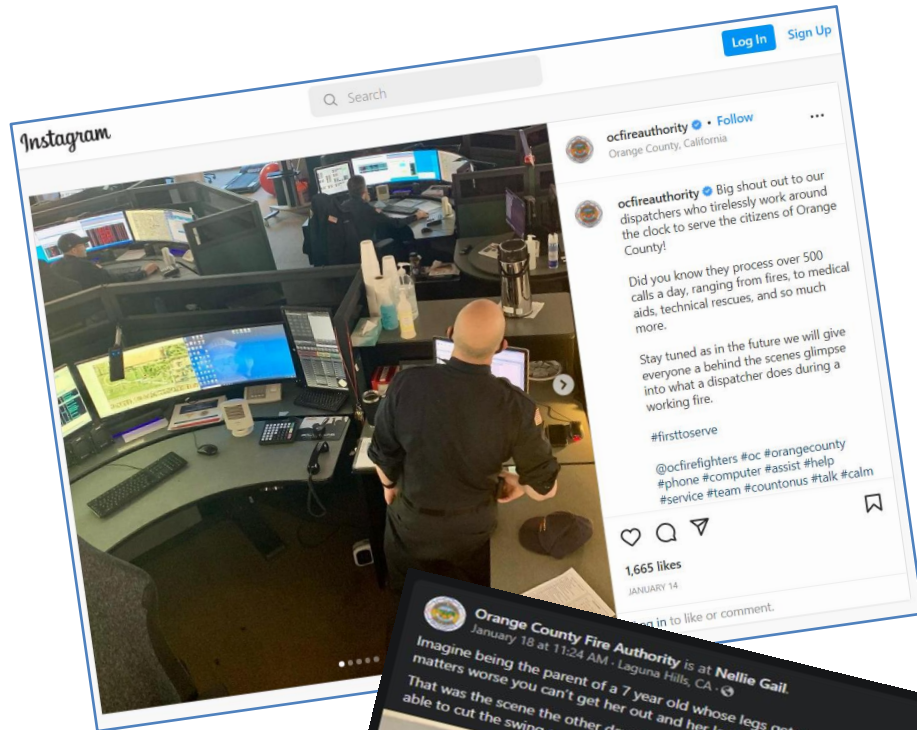 Instagram
Search
Log In
Sign Up
ocfireauthority • Follow
Orange County, California
ocfireauthority Big shout out to our
dispatchers who tirelessly work around
the clock to serve the citizens of Orange
County!
Did you know they process over 500
calls a day, ranging from fires, to medical
aids, technical rescues, and so much
more.
Stay tuned as in the future we will give
everyone a behind the scenes glimpse
into what a dispatcher does during a
working fire.
#firsttoserve
@ocfirefighters #oc #orangecounty
#phone #computer #assist #help
#service #team #countonus #talk #calm
1,665 likes
JANUARY 14
in to like or comment.
Orange County Fire Authority is at Nellie Gail.
January 18 at 11:24 AM · Laguna Hills, CA ·
Imagine being the parent of a 7 year old whose legs
matters worse you can't get her out and her
That was the scene the other
able to cut the swing